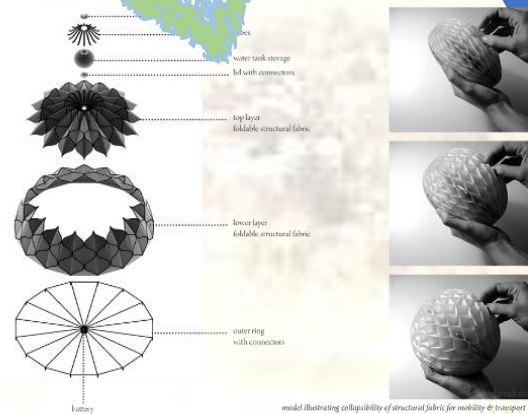 water tank storage
lid with connectors
top layer
foldable structural fabric
lower layer
foldable structural fabric
outer ring
with connectors
battery
model illustrating collapsibility of structural fabric for mobility & transport